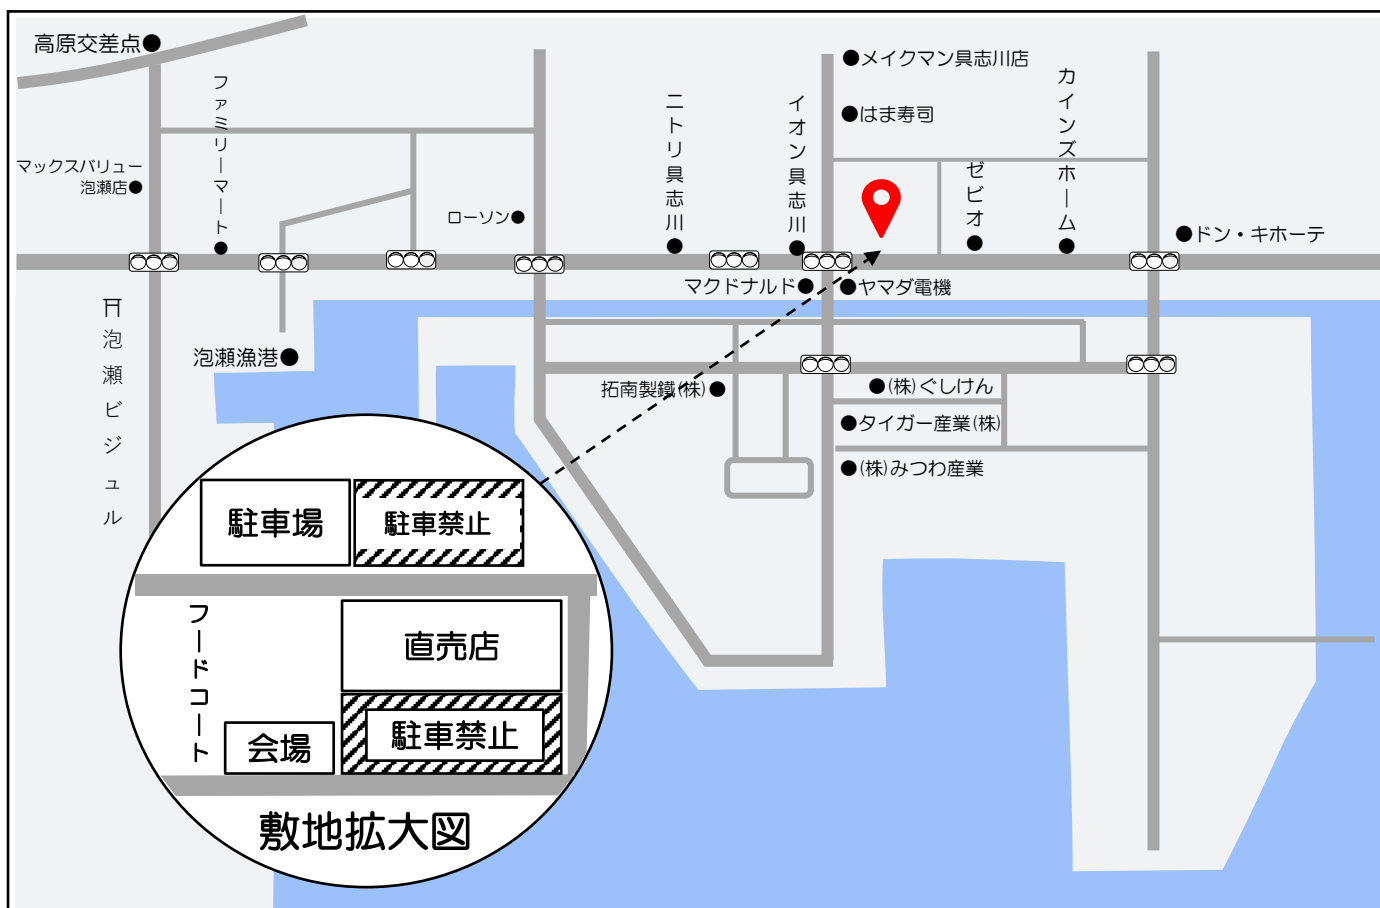 高原交差点
メイクマン具志川店
はま寿司
ファミリーマート
ニトリ具志川
イオン具志川
ゼビオ
カインズホーム
マックスバリュー
泡瀬店
ローソン
ドン・キホーテ
マクドナルド
ヤマダ電機
泡瀬ビジュル
泡瀬漁港
拓南製鐵(株)
(株)ぐしけん
タイガー産業(株)
(株)みつわ産業
駐車場
駐車禁止
フードコート
直売店
駐車禁止
会場
敷地拡大図